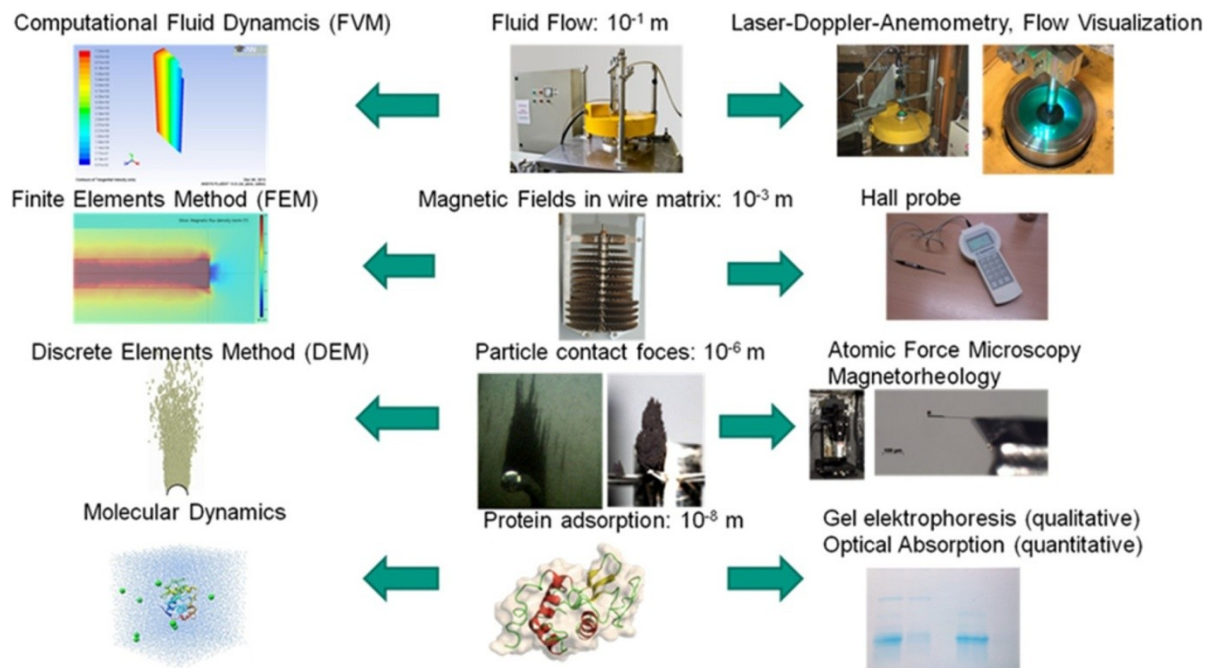 Computational Fluid Dynamcis (FVM)
Fluid Flow: 10⁻¹ m
Laser-Doppler-Anemometry, Flow Visualization
Finite Elements Method (FEM)
Magnetic Fields in wire matrix: 10⁻³ m
Hall probe
Discrete Elements Method (DEM)
Particle contact foces: 10⁻⁶ m
Atomic Force Microscopy
Magnetorheology
Molecular Dynamics
Protein adsorption: 10⁻⁸ m
Gel elektrophoresis (qualitative)
Optical Absorption (quantitative)